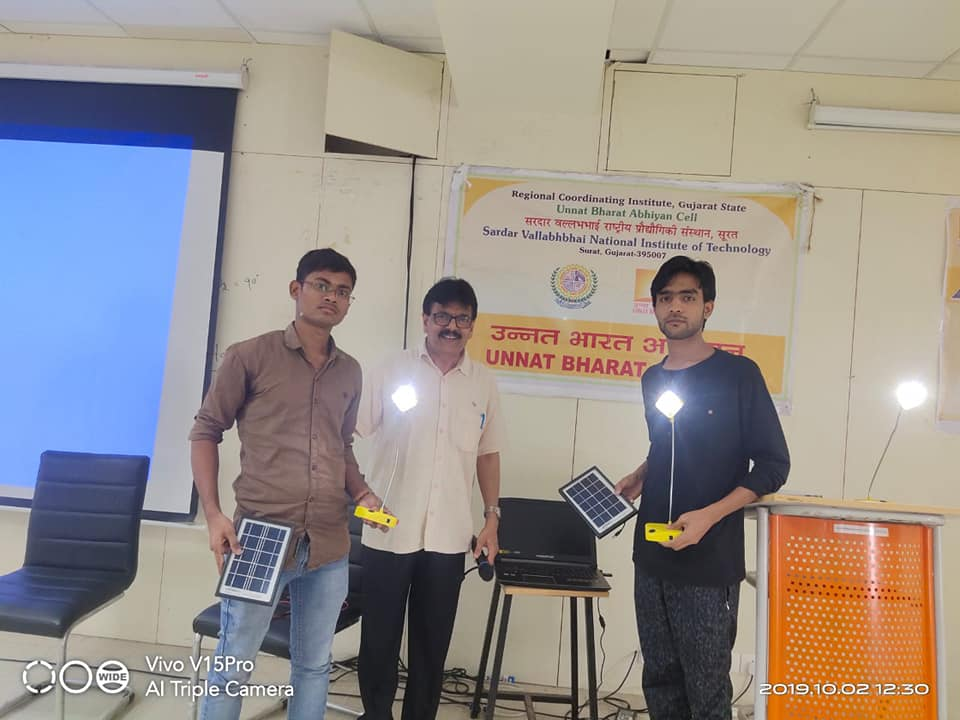 Regional Coordinating Institute, Gujarat State
Unnat Bharat Abhiyan Cell
सरदार वल्लभभाई राष्ट्रीय प्रौद्योगिकी संस्थान, सूरत
Sardar Vallabhbhai National Institute of Technology
Surat, Gujarat-395007
उन्नत भारत
UNNAT BHARAT
Vivo V15Pro
WIDE
AI Triple Camera
2019.10.02 12:30